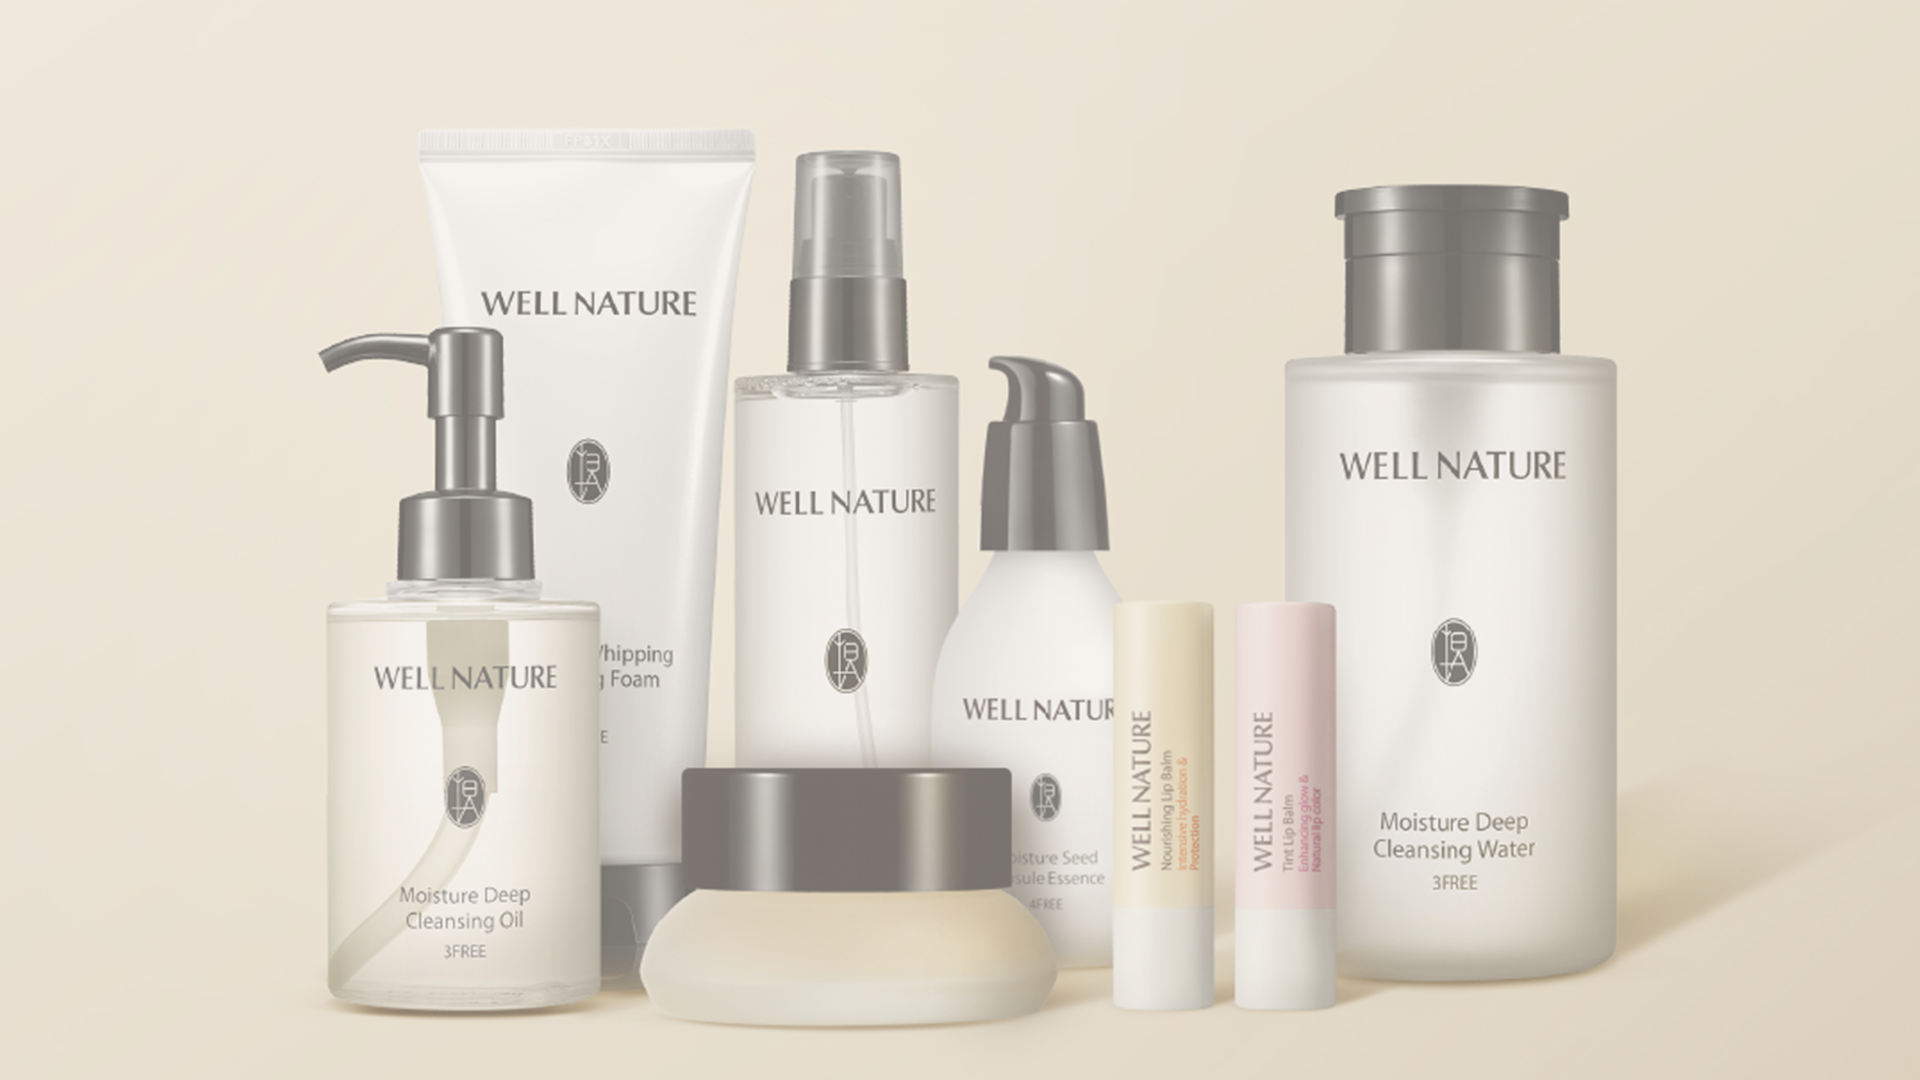 WELL NATURE
Whipping
Foam
WELL NATURE
WELL NATURE
Moisture Deep
Cleansing Oil
3FREE
WELL NATUR
Moisture Seed
Essence
4FREE
WELL NATURE
Nourishing Lip Balm
Intensive hydration &
Protection
WELL NATURE
Tint Lip Balm
Enhancing glow &
Natural lip color
WELL NATURE
Moisture Deep
Cleansing Water
3FREE